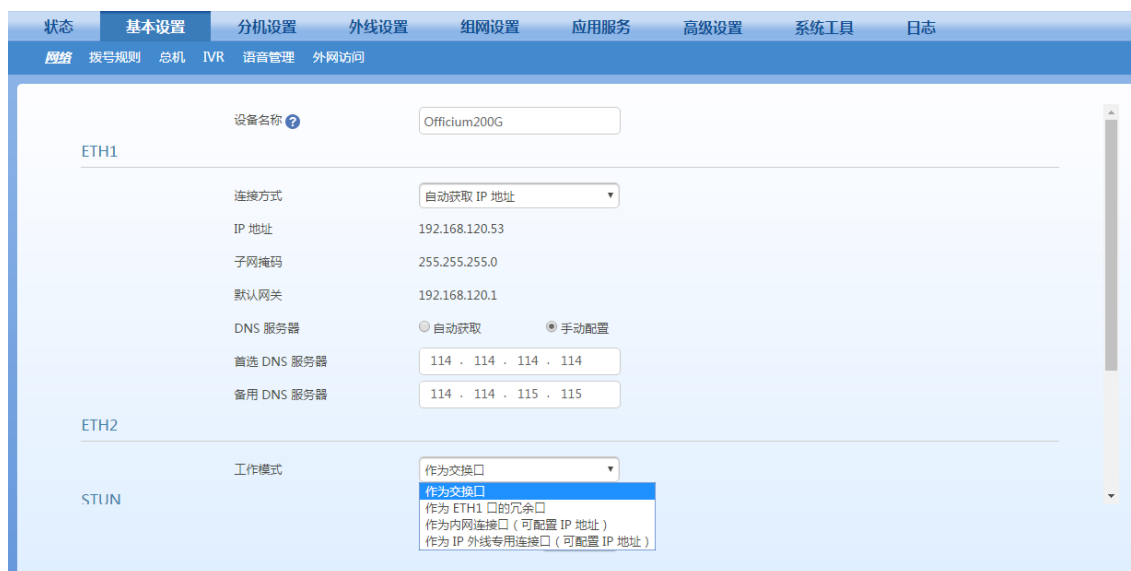 状态 基本设置 分机设置 外线设置 组网设置 应用服务 高级设置 系统工具 日志
网络 拨号规则 总机 IVR 语音管理 外网访问
设备名称 ? Officium200G
ETH1
连接方式 自动获取 IP 地址
IP 地址 192.168.120.53
子网掩码 255.255.255.0
默认网关 192.168.120.1
DNS 服务器 自动获取 手动配置
首选 DNS 服务器 114 . 114 . 114 . 114
备用 DNS 服务器 114 . 114 . 115 . 115
ETH2
工作模式 作为交换口
作为交换口
STUN
作为 ETH1 口的冗余口
作为内网连接口 ( 可配置 IP 地址 )
作为 IP 外线专用连接口 ( 可配置 IP 地址 )